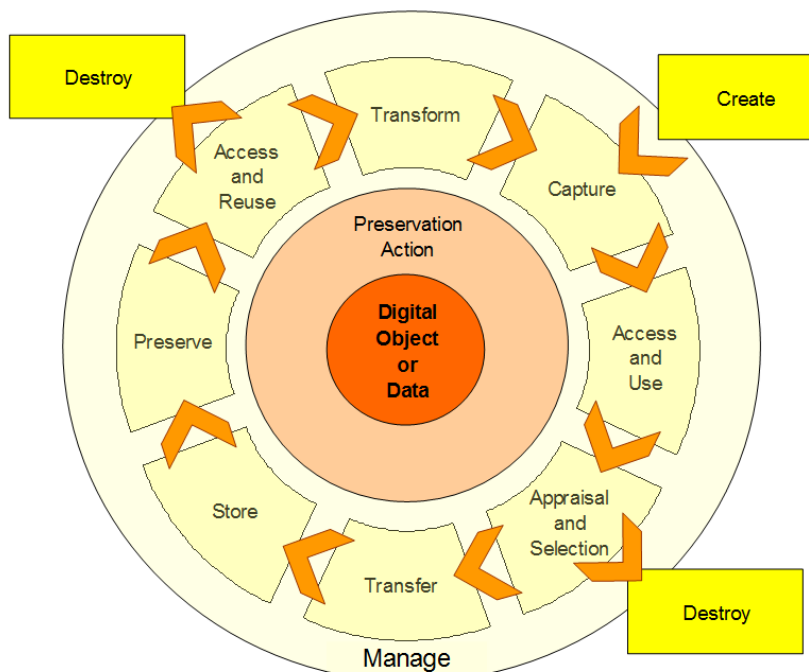 Destroy
Create
Transform
Access
and
Reuse
Capture
Preservation
Action
Digital
Object
or
Data
Preserve
Access
and
Use
Store
Appraisal
and
Selection
Transfer
Destroy
Manage